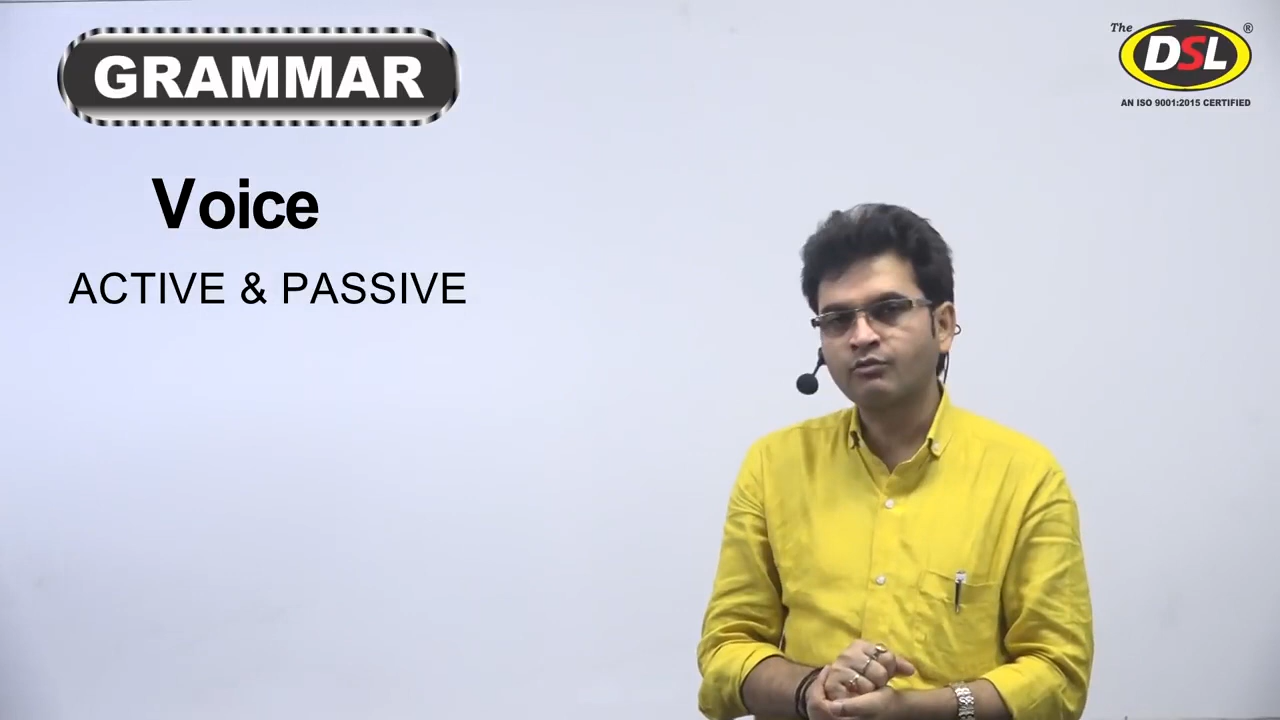 GRAMMAR
Voice
ACTIVE & PASSIVE
The
DSL®
AN ISO 9001:2015 CERTIFIED